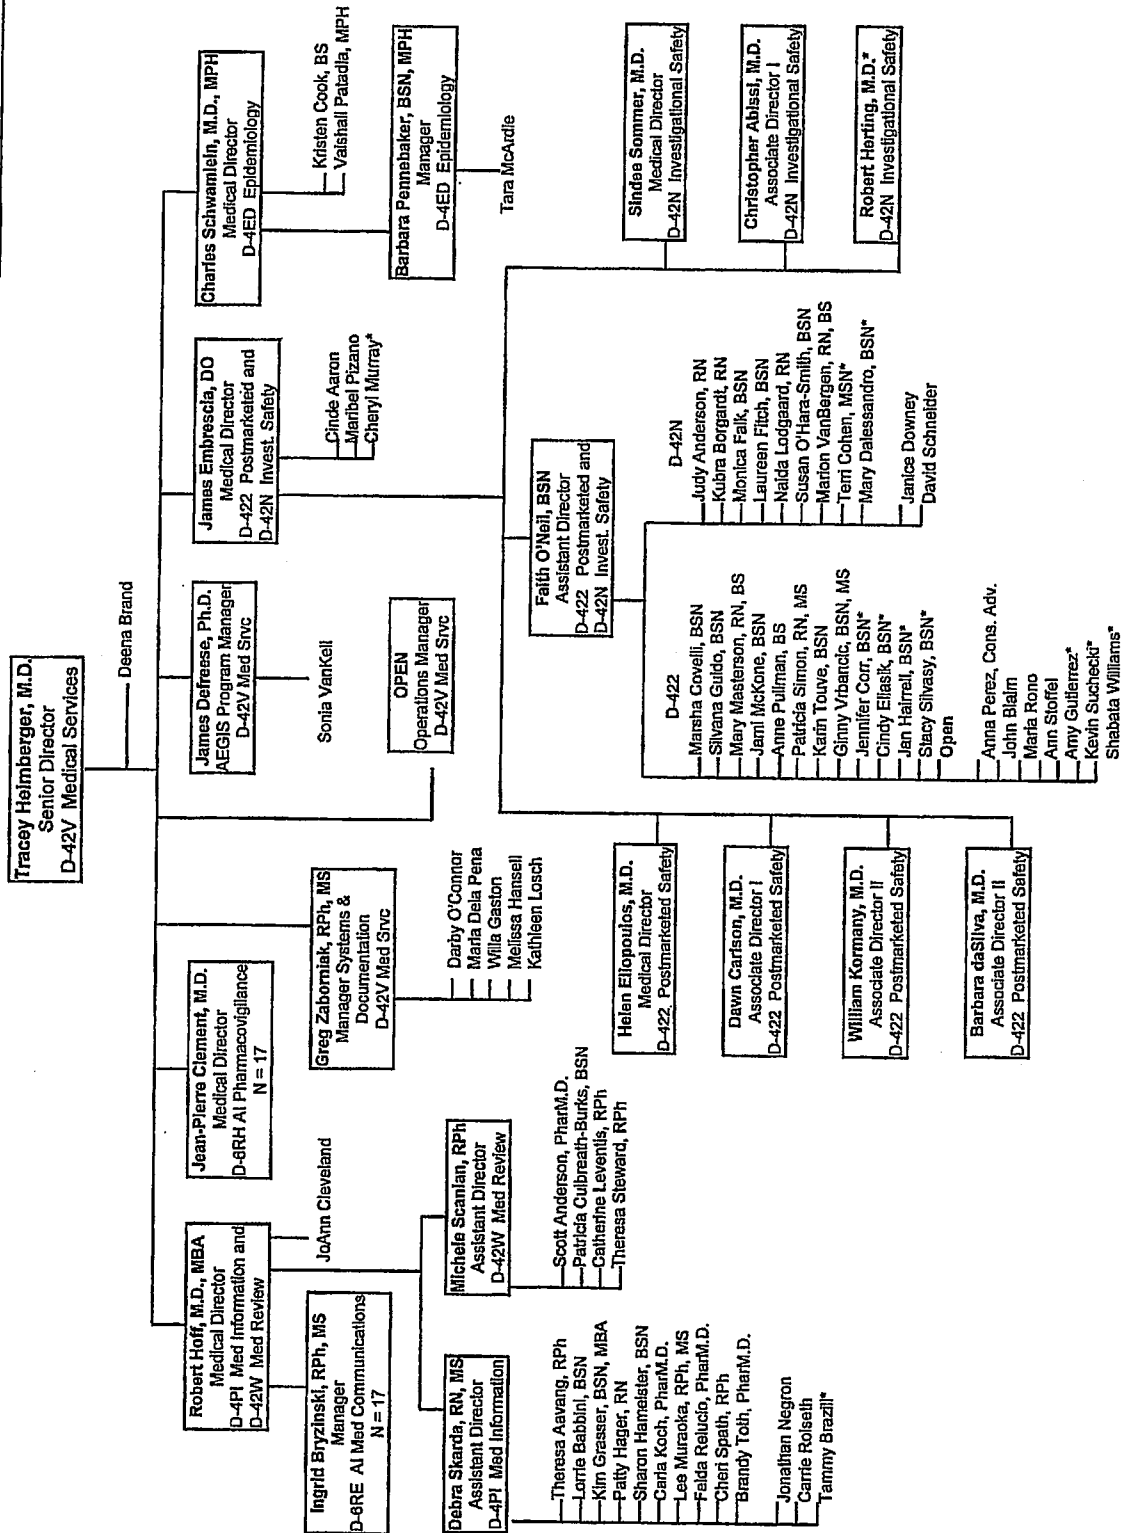 Tracey Heimberger, M.D.
Senior Director
D-42V Medical Services
Deena Brand
Robert Hoff, M.D., MBA
Medical Director
D-4PI Med Information and
D-42W Med Review
JoAnn Cleveland
Ingrid Bryzinski, RPh, MS
Manager
D-6RE AI Med Communications
N = 17
Debra Skarda, RN, MS
Assistant Director
D-4PI Med Information
Theresa Aavang, RPh
Lorrie Babbini, BSN
Kim Grasser, BSN, MBA
Patty Hager, RN
Sharon Hameister, BSN
Carla Koch, PharM.D.
Lee Muraoka, RPh, MS
Felda Relucio, PharM.D.
Cheri Spath, RPh
Brandy Toth, PharM.D.
Jonathan Negron
Carrie Rolseth
Tammy Brazill*
Michele Scanlan, RPh
Assistant Director
D-42W Med Review
Scott Anderson, PharM.D.
Patricia Culbreath-Burks, BSN
Catherine Leventis, RPh
Theresa Steward, RPh
Jean-Pierre Clement, M.D.
Medical Director
D-6RH AI Pharmacovigilance
N = 17
Greg Zaborniak, RPh, MS
Manager Systems &
Documentation
D-42V Med Srvc
Darby O'Connor
Maria Dela Pena
Willa Gaston
Melissa Hansell
Kathleen Losch
OPEN
Operations Manager
D-42V Med Srvc
James Defreese, Ph.D.
AEGIS Program Manager
D-42V Med Srvc
Sonia VanKell
James Embrescia, DO
Medical Director
D-422 Postmarketed and
D-42N Invest. Safety
Cinde Aaron
Maribel Pizano
Cheryl Murray*
Charles Schwamlein, M.D., MPH
Medical Director
D-4ED Epidemiology
Kristen Cook, BS
Vaishali Patadia, MPH
Barbara Pennebaker, BSN, MPH
Manager
D-4ED Epidemiology
Tara McArdle
Helen Eliopoulos, M.D.
Medical Director
D-422 Postmarketed Safety
Dawn Carlson, M.D.
Associate Director I
D-422 Postmarketed Safety
William Kormany, M.D.
Associate Director II
D-422 Postmarketed Safety
Barbara daSilva, M.D.
Associate Director II
D-422 Postmarketed Safety
Faith O'Neil, BSN
Assistant Director
D-422 Postmarketed and
D-42N Invest. Safety
D-422
Marsha Covelli, BSN
Silvana Guido, BSN
Mary Masterson, RN, BS
Jami McKone, BSN
Anne Pullman, BS
Patricia Simon, RN, MS
Karin Touve, BSN
Ginny Vrbancic, BSN, MS
Jennifer Corr, BSN*
Cindy Eliasik, BSN*
Jan Hairrell, BSN*
Stacy Silvasy, BSN*
Open
Anna Perez, Cons. Adv.
John Blaim
Maria Rono
Ann Stoffel
Amy Gutierrez*
Kevin Suchecki*
Shabata Williams*
D-42N
Judy Anderson, RN
Kubra Borgardt, RN
Monica Falk, BSN
Laureen Fitch, BSN
Naida Lodgaard, RN
Susan O'Hara-Smith, BSN
Marion VanBergen, RN, BS
Terri Cohen, MSN*
Mary Dalessandro, BSN*
Janice Downey
David Schneider
Sindee Sommer, M.D.
Medical Director
D-42N Investigational Safety
Christopher Abissi, M.D.
Associate Director I
D-42N Investigational Safety
Robert Herting, M.D.*
D-42N Investigational Safety